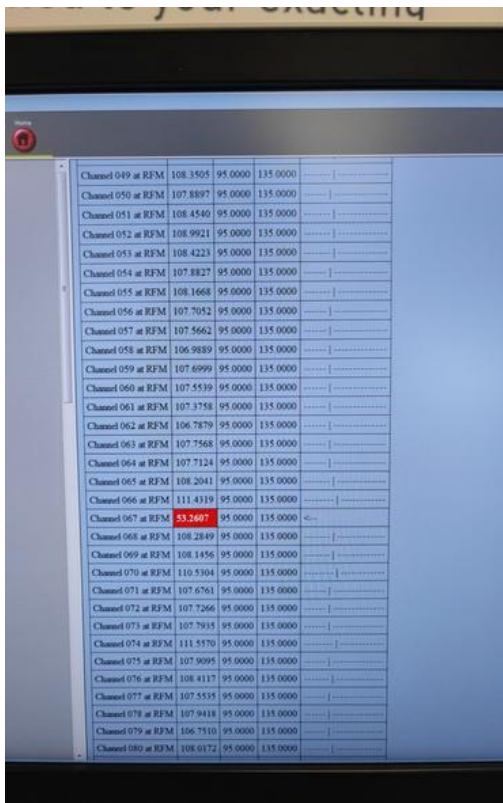 to your exacting
Home
Channel 049 at RFM 108.3505 95.0000 135.0000 ------|------------
Channel 050 at RFM 107.8897 95.0000 135.0000 -----|-------------
Channel 051 at RFM 108.4540 95.0000 135.0000 ------|------------
Channel 052 at RFM 108.9921 95.0000 135.0000 ------|------------
Channel 053 at RFM 108.4223 95.0000 135.0000 ------|------------
Channel 054 at RFM 107.8827 95.0000 135.0000 -----|-------------
Channel 055 at RFM 108.1668 95.0000 135.0000 ------|------------
Channel 056 at RFM 107.7052 95.0000 135.0000 -----|-------------
Channel 057 at RFM 107.5662 95.0000 135.0000 -----|-------------
Channel 058 at RFM 106.9889 95.0000 135.0000 -----|-------------
Channel 059 at RFM 107.6999 95.0000 135.0000 -----|-------------
Channel 060 at RFM 107.5539 95.0000 135.0000 -----|-------------
Channel 061 at RFM 107.3758 95.0000 135.0000 -----|-------------
Channel 062 at RFM 106.7879 95.0000 135.0000 -----|-------------
Channel 063 at RFM 107.7568 95.0000 135.0000 -----|-------------
Channel 064 at RFM 107.7124 95.0000 135.0000 -----|-------------
Channel 065 at RFM 108.2041 95.0000 135.0000 ------|------------
Channel 066 at RFM 111.4319 95.0000 135.0000 -------|-----------
Channel 067 at RFM 53.2607 95.0000 135.0000 <--
Channel 068 at RFM 108.2849 95.0000 135.0000 ------|------------
Channel 069 at RFM 108.1456 95.0000 135.0000 ------|------------
Channel 070 at RFM 110.5304 95.0000 135.0000 -------|-----------
Channel 071 at RFM 107.6761 95.0000 135.0000 -----|-------------
Channel 072 at RFM 107.7266 95.0000 135.0000 -----|-------------
Channel 073 at RFM 107.7935 95.0000 135.0000 -----|-------------
Channel 074 at RFM 111.5570 95.0000 135.0000 -------|-----------
Channel 075 at RFM 107.9095 95.0000 135.0000 -----|-------------
Channel 076 at RFM 108.4117 95.0000 135.0000 ------|------------
Channel 077 at RFM 107.5535 95.0000 135.0000 -----|-------------
Channel 078 at RFM 107.9418 95.0000 135.0000 -----|-------------
Channel 079 at RFM 106.7510 95.0000 135.0000 -----|-------------
Channel 080 at RFM 108.0172 95.0000 135.0000 ------|------------